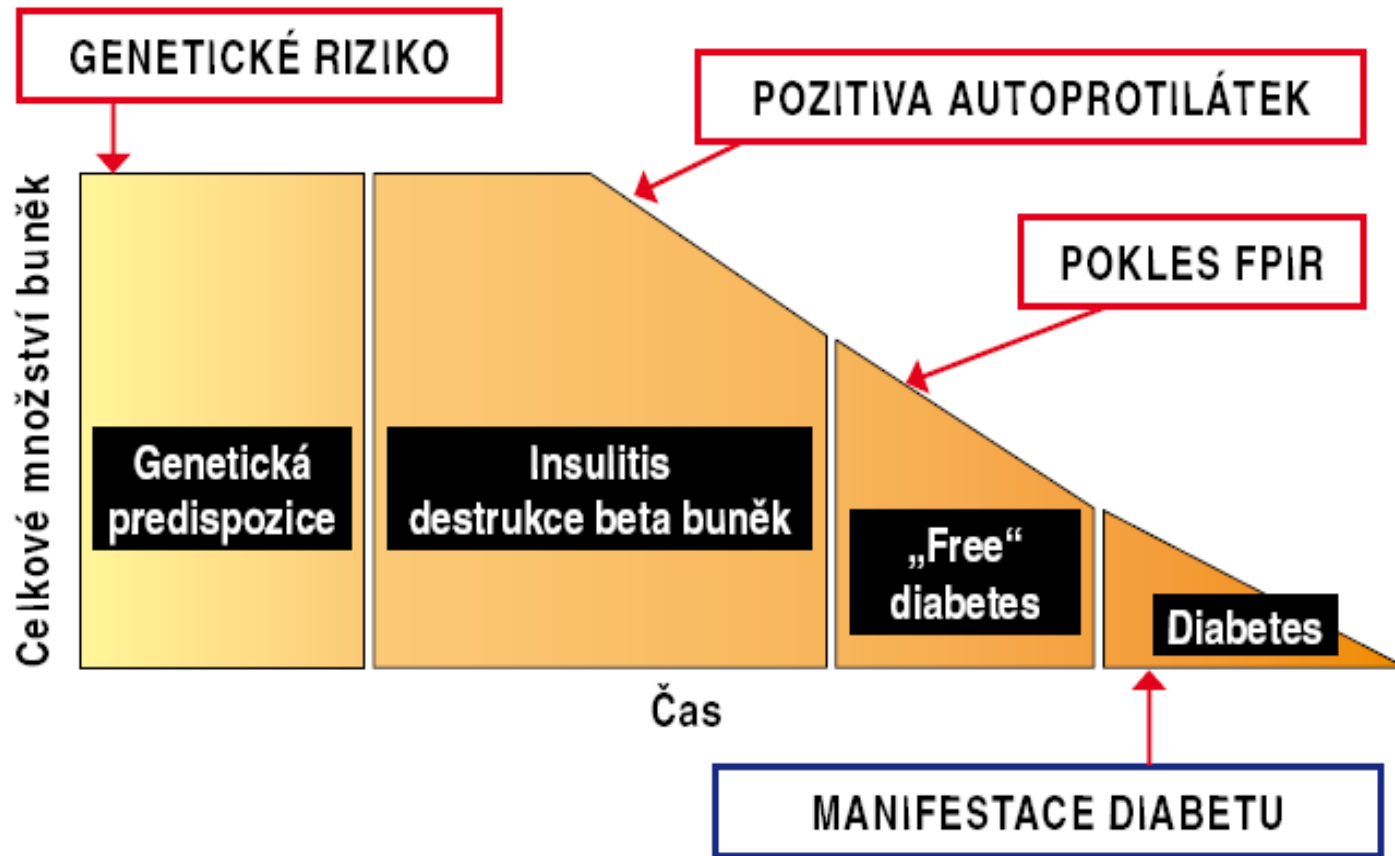 GENETICKÉ RIZIKO
POZITIVA AUTOPROTILÁTEK
POKLES FPIR
Celkové množství buněk
Genetická
predispozice
Insulitis
destrukce beta buněk
„Free“
diabetes
Diabetes
Čas
MANIFESTACE DIABETU